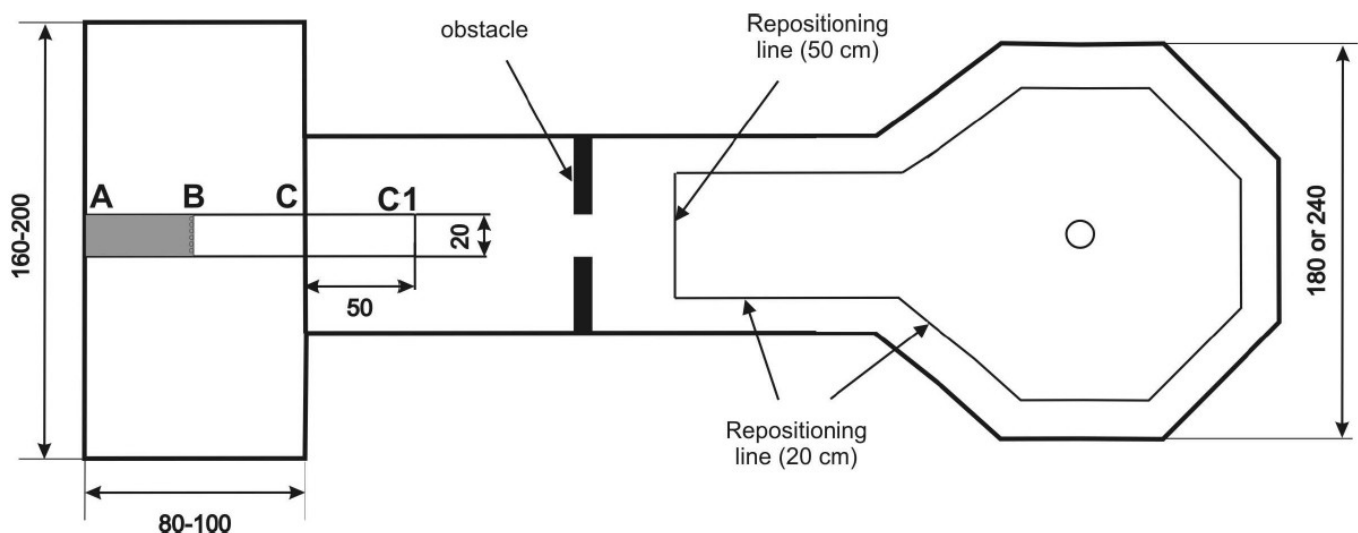 obstacle
Repositioning
line (50 cm)
A
B
C
C1
160-200
20
50
180 or 240
Repositioning
line (20 cm)
80-100